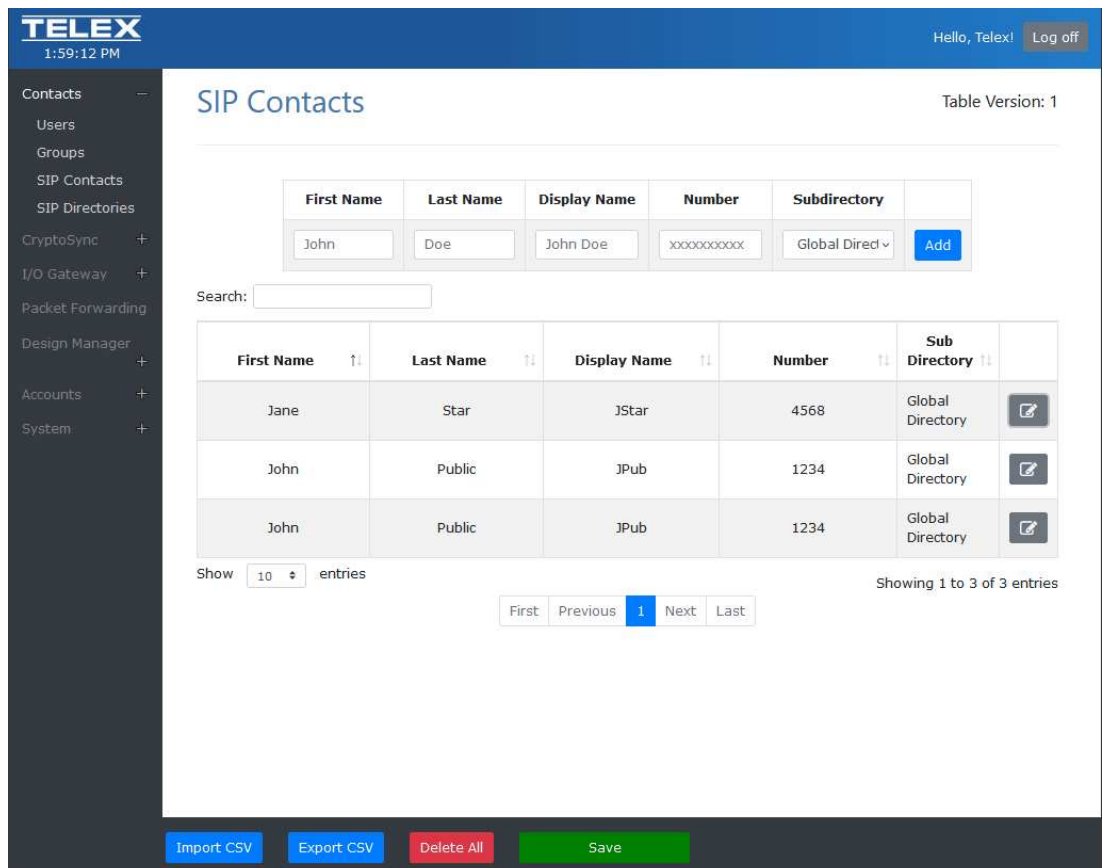 TELEX
1:59:12 PM
Hello, Telex! Log off
Contacts
Users
Groups
SIP Contacts
SIP Directories
CryptoSync +
I/O Gateway +
Packet Forwarding
Design Manager
+
Accounts +
System +
SIP Contacts
Table Version: 1
First Name Last Name Display Name Number Subdirectory
John Doe John Doe xxxxxxxxxx Global Direct Add
Search:
First Name Last Name Display Name Number Sub Directory
Jane Star JStar 4568 Global Directory
John Public JPub 1234 Global Directory
John Public JPub 1234 Global Directory
Show 10 entries
Showing 1 to 3 of 3 entries
First Previous 1 Next Last
Import CSV Export CSV Delete All Save